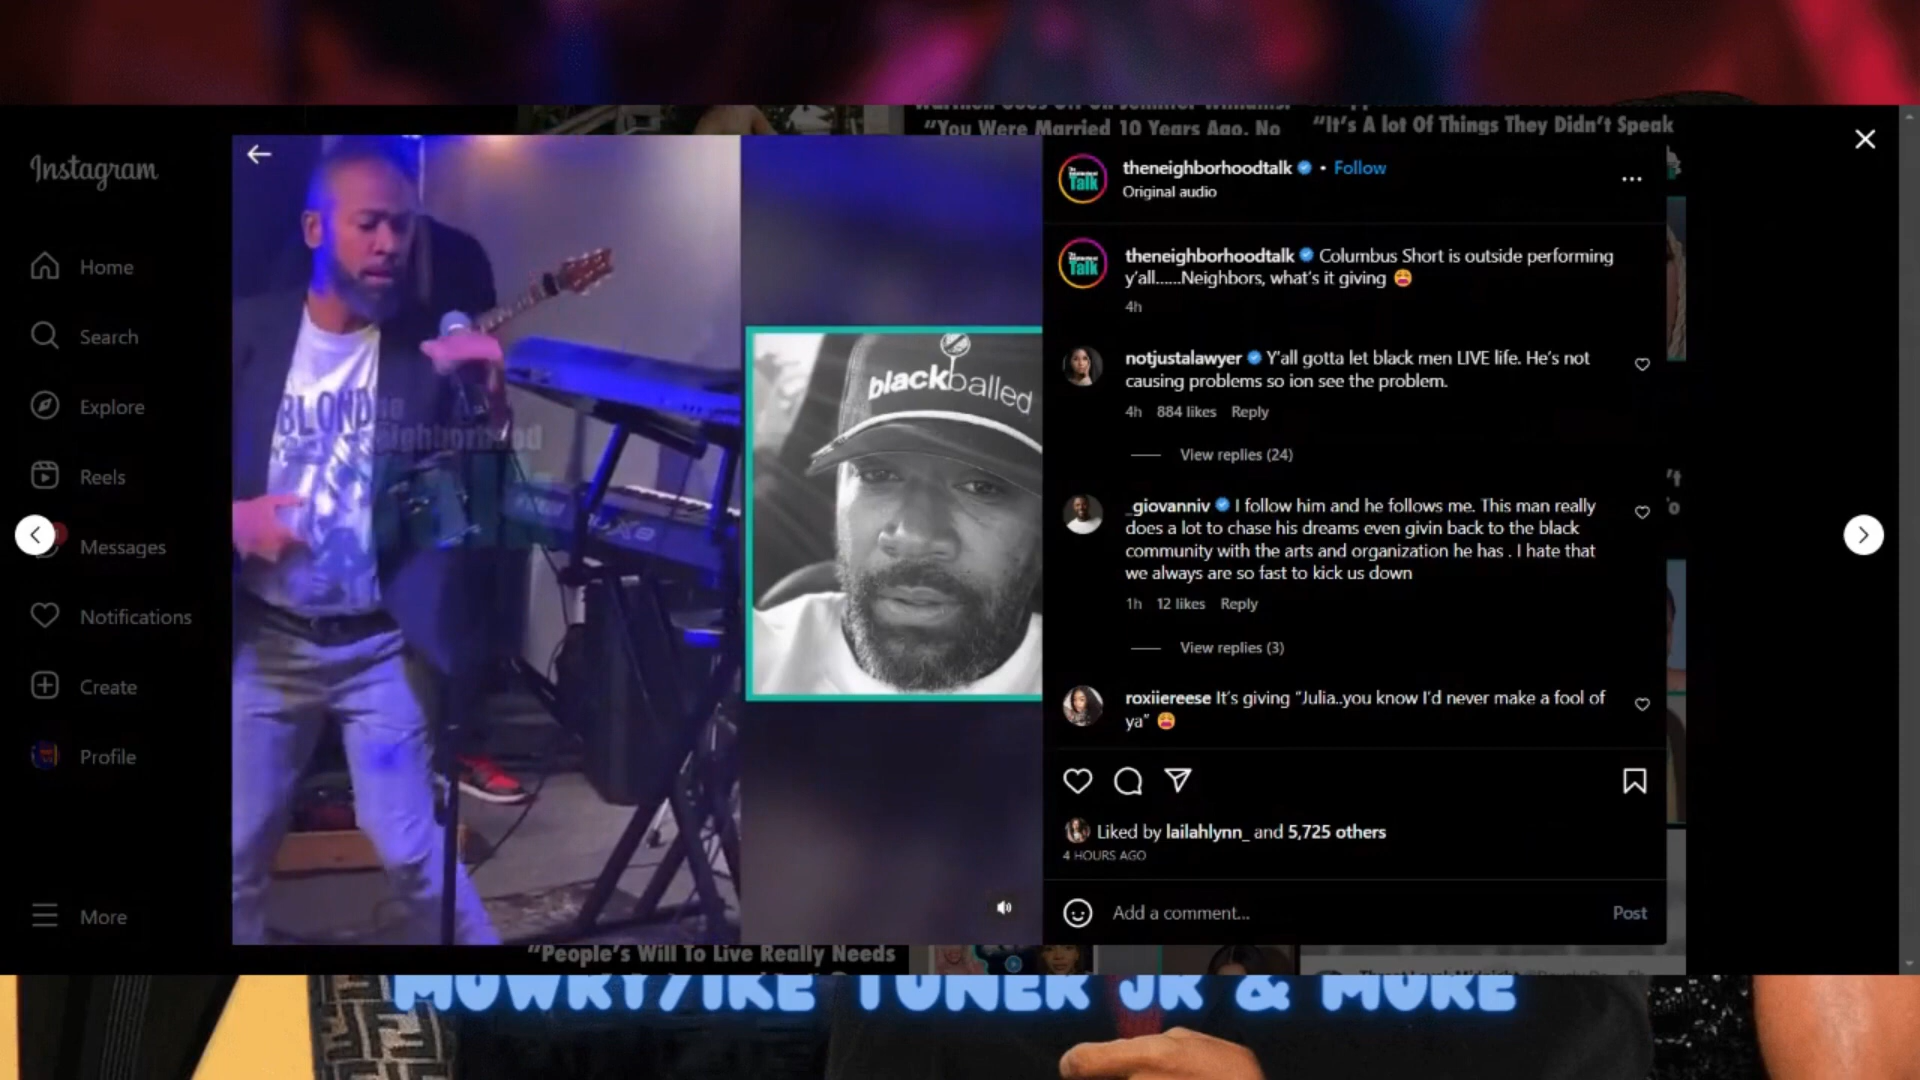 “You Were Married 10 Years Ago. No
“It’s A lot Of Things They Didn’t Speak
Instagram
Home
Search
Explore
Reels
Messages
Notifications
Create
Profile
More
BLOND
blackballed
theneighborhoodtalk • Follow
Original audio
theneighborhoodtalk Columbus Short is outside performing
y’all......Neighbors, what’s it giving 😩
4h
notjustalawyer Y’all gotta let black men LIVE life. He’s not
causing problems so ion see the problem.
4h 884 likes Reply
View replies (24)
_giovanniv I follow him and he follows me. This man really
does a lot to chase his dreams even givin back to the black
community with the arts and organization he has . I hate that
we always are so fast to kick us down
1h 12 likes Reply
View replies (3)
roxiiereese It’s giving “Julia..you know I’d never make a fool of
ya” 😩
Liked by lailahlynn_ and 5,725 others
4 HOURS AGO
Add a comment...
Post
“People’s Will To Live Really Needs
MOWRY/IKE TUNER JR & MORE